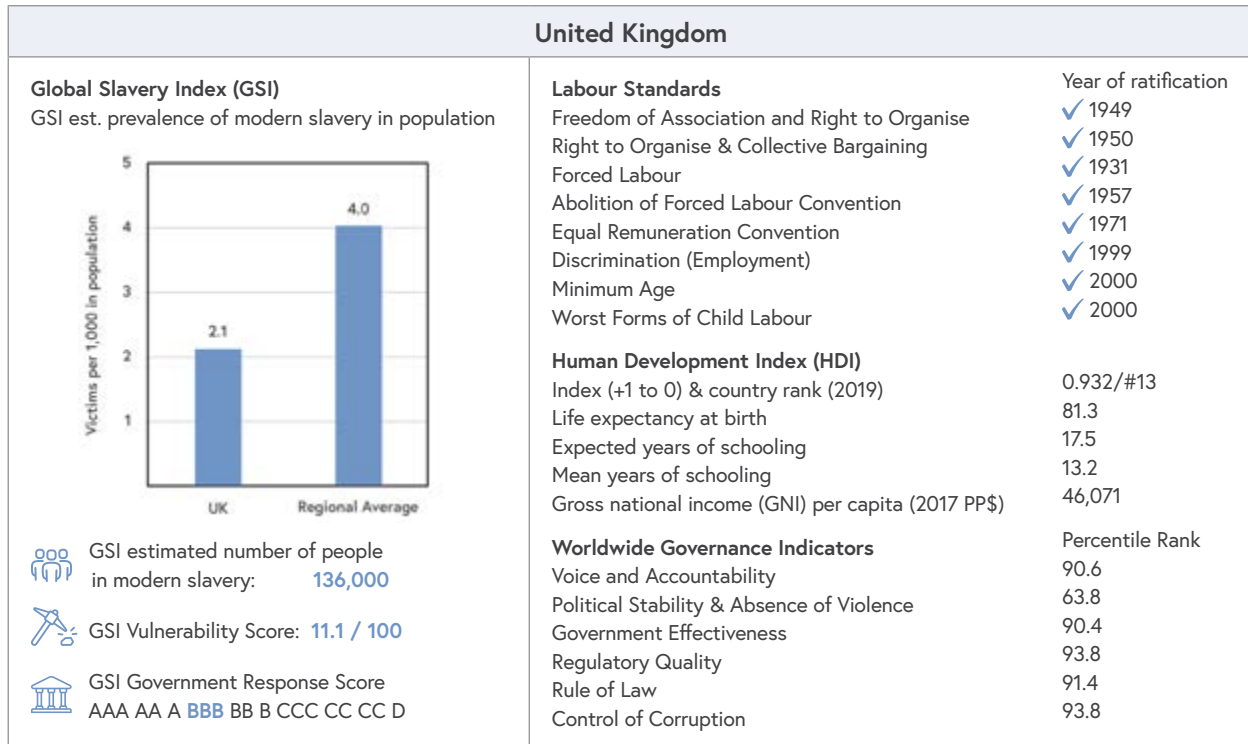 United Kingdom
Global Slavery Index (GSI)
GSI est. prevalence of modern slavery in population
5
4
3
2
1
Victims per 1,000 in population
2.1
4.0
UK
Regional Average
GSI estimated number of people
in modern slavery: 136,000
GSI Vulnerability Score: 11.1 / 100
GSI Government Response Score
AAA AA A BBB BB B CCC CC CC D
Labour Standards Year of ratification
Freedom of Association and Right to Organise ✓ 1949
Right to Organise & Collective Bargaining ✓ 1950
Forced Labour ✓ 1931
Abolition of Forced Labour Convention ✓ 1957
Equal Remuneration Convention ✓ 1971
Discrimination (Employment) ✓ 1999
Minimum Age ✓ 2000
Worst Forms of Child Labour ✓ 2000
Human Development Index (HDI)
Index (+1 to 0) & country rank (2019) 0.932/#13
Life expectancy at birth 81.3
Expected years of schooling 17.5
Mean years of schooling 13.2
Gross national income (GNI) per capita (2017 PP$) 46,071
Worldwide Governance Indicators Percentile Rank
Voice and Accountability 90.6
Political Stability & Absence of Violence 63.8
Government Effectiveness 90.4
Regulatory Quality 93.8
Rule of Law 91.4
Control of Corruption 93.8